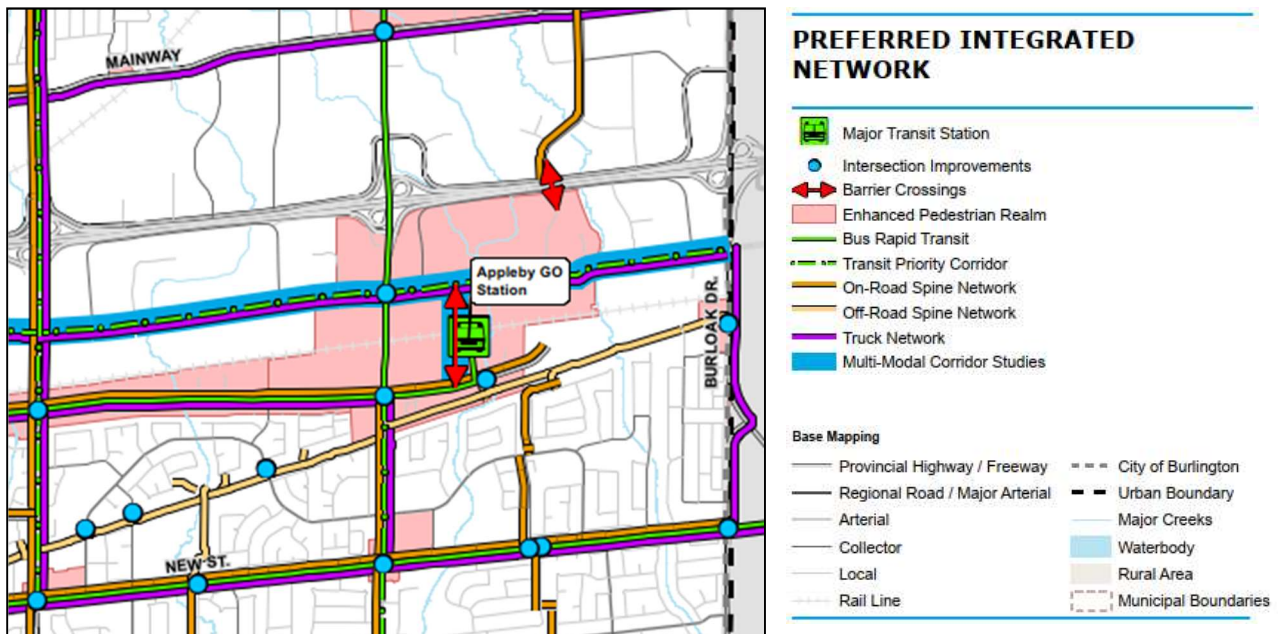 MAINWAY
Appleby GO
Station
BURLOAK DR.
NEW ST.
PREFERRED INTEGRATED
NETWORK
Major Transit Station
Intersection Improvements
Barrier Crossings
Enhanced Pedestrian Realm
Bus Rapid Transit
Transit Priority Corridor
On-Road Spine Network
Off-Road Spine Network
Truck Network
Multi-Modal Corridor Studies
Base Mapping
Provincial Highway / Freeway
Regional Road / Major Arterial
Arterial
Collector
Local
Rail Line
City of Burlington
Urban Boundary
Major Creeks
Waterbody
Rural Area
Municipal Boundaries